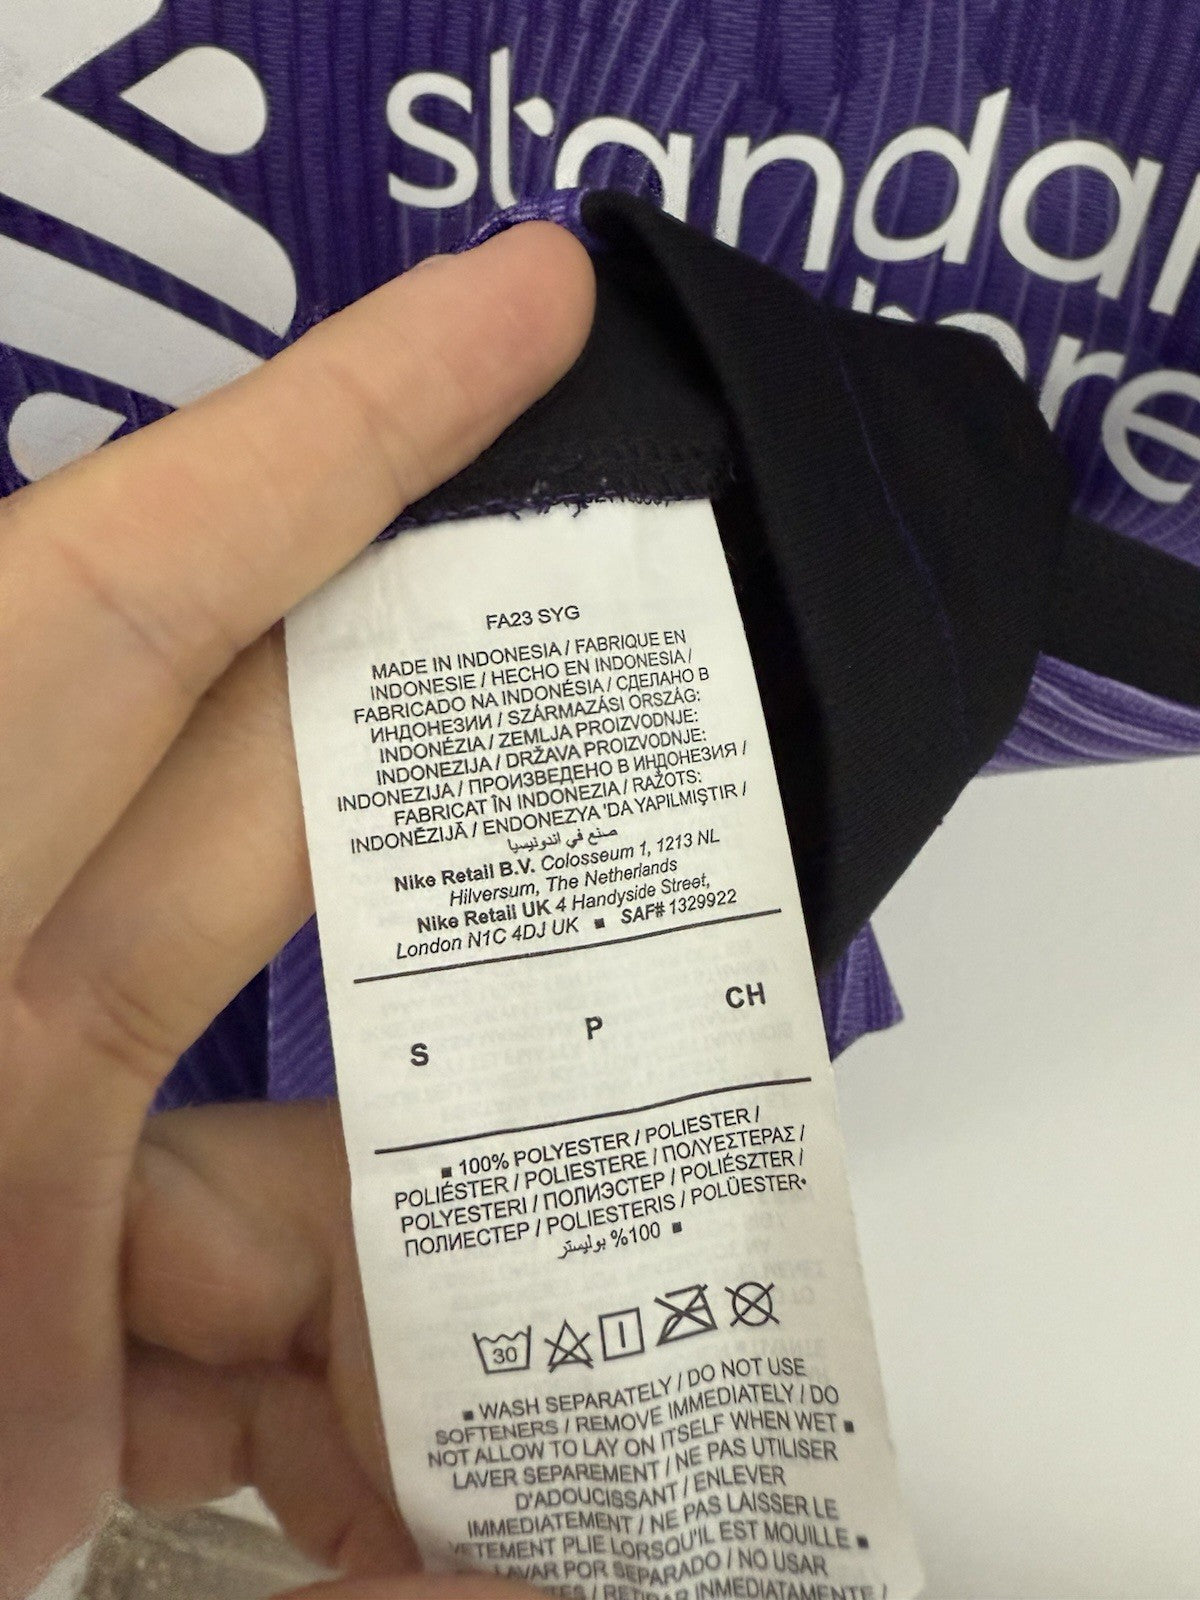 standar
re
FA23 SYG
MADE IN INDONESIA / FABRIQUE EN
INDONESIE / HECHO EN INDONESIA /
FABRICADO NA INDONÉSIA / СДЕЛАНО В
ИНДОНЕЗИИ / SZÁRMAZÁSI ORSZÁG:
INDONÉZIA / ZEMLJA PROIZVODNJE:
INDONEZIJA / DRŽAVA PROIZVODNJE:
INDONEZIJA / ПРОИЗВЕДЕНО В ИНДОНЕЗИЯ /
FABRICAT ÎN INDONEZIA / RAŽOTS:
INDONĒZIJĀ / ENDONEZYA 'DA YAPILMIŞTIR /
صنع في اندونيسيا
Nike Retail B.V. Colosseum 1, 1213 NL
Hilversum, The Netherlands
Nike Retail UK 4 Handyside Street,
London N1C 4DJ UK ■ SAF# 1329922
S P CH
■ 100% POLYESTER / POLIESTER /
POLIÉSTER / POLIESTERE / ΠΟΛΥΕΣΤΕΡΑΣ /
POLYESTERI / ПОЛИЭСТЕР / POLIÉSZTER /
ПОЛИЕСТЕР / POLIESTERIS / POLÜESTER•
%100 بوليستر ■
30
■ WASH SEPARATELY / DO NOT USE
SOFTENERS / REMOVE IMMEDIATELY / DO
NOT ALLOW TO LAY ON ITSELF WHEN WET ■
LAVER SEPAREMENT / NE PAS UTILISER
D'ADOUCISSANT / ENLEVER
IMMEDIATEMENT / NE PAS LAISSER LE
VETEMENT PLIE LORSQU'IL EST MOUILLE ■
LAVAR POR SEPARADO / NO USAR
/ RETIRAR INMEDIATAMENTE /